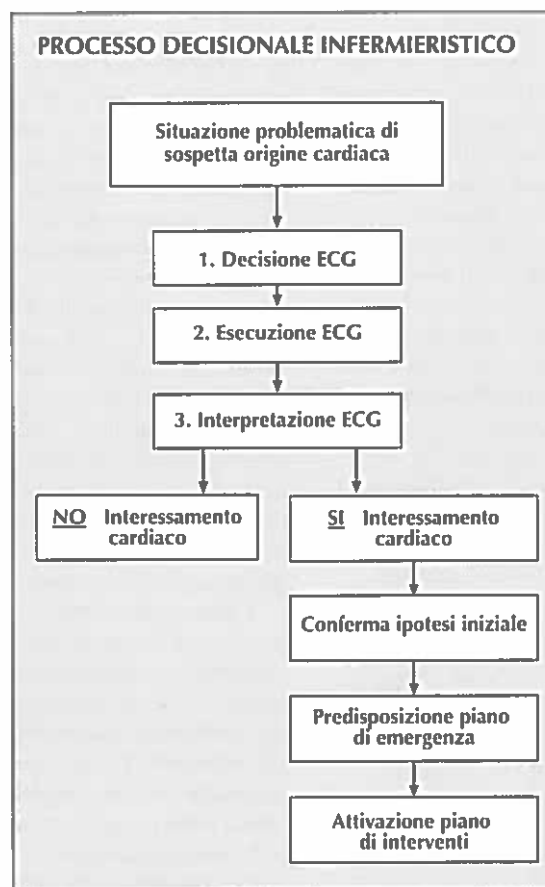 PROCESSO DECISIONALE INFERMIERISTICO
Situazione problematica di
sospetta origine cardiaca
1. Decisione ECG
2. Esecuzione ECG
3. Interpretazione ECG
NO Interessamento
cardiaco
SI Interessamento
cardiaco
Conferma ipotesi iniziale
Predisposizione piano
di emergenza
Attivazione piano
di interventi